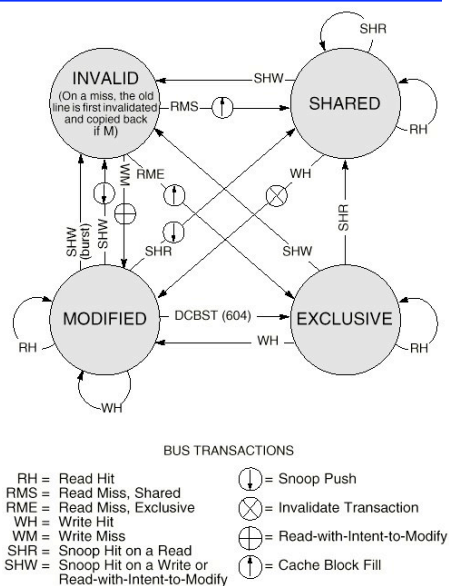 SHR
INVALID
(On a miss, the old
line is first invalidated
and copied back
if M)
SHW
RMS
SHARED
RH
WM
RME
WH
SHW
(burst)
SHW
SHR
SHW
SHR
MODIFIED
DCBST (604)
EXCLUSIVE
WH
RH
RH
WH
BUS TRANSACTIONS
RH = Read Hit
RMS = Read Miss, Shared
RME = Read Miss, Exclusive
WH = Write Hit
WM = Write Miss
SHR = Snoop Hit on a Read
SHW = Snoop Hit on a Write or
Read-with-Intent-to-Modify
= Snoop Push
= Invalidate Transaction
= Read-with-Intent-to-Modify
= Cache Block Fill